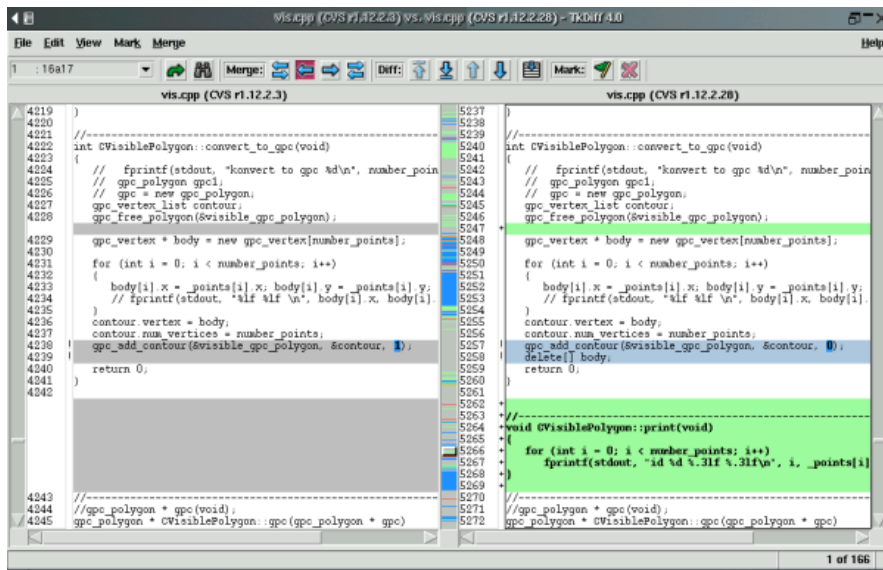 vis.cpp (CVS r1.12.2.3) vs. vis.cpp (CVS r1.12.2.28) - TkDiff 4.0
File Edit View Mark Merge Help
1 : 16a17 Merge: Diff: Mark:
vis.cpp (CVS r1.12.2.3)
4219 }
4220
4221 //--------------------------------------------------------
4222 int CVisiblePolygon::convert_to_gpc(void)
4223 {
4224 // fprintf(stdout, "konvert to gpc %d\n", number_poin
4225 // gpc_polygon gpc1;
4226 // gpc = new gpc_polygon;
4227 gpc_vertex_list contour;
4228 gpc_free_polygon(&visible_gpc_polygon);
4229 gpc_vertex * body = new gpc_vertex[number_points];
4230
4231 for (int i = 0; i < number_points; i++)
4232 {
4233 body[i].x = _points[i].x; body[i].y = _points[i].y;
4234 // fprintf(stdout, "%lf %lf \n", body[i].x, body[i].
4235 }
4236 contour.vertex = body;
4237 contour.num_vertices = number_points;
4238 ! gpc_add_contour(&visible_gpc_polygon, &contour, 1);
4239 !
4240 return 0;
4241 }
4242
4243 //--------------------------------------------------------
4244 //gpc_polygon * gpc(void);
4245 gpc_polygon * CVisiblePolygon::gpc(gpc_polygon * gpc)
vis.cpp (CVS r1.12.2.28)
5237 }
5238
5239 //--------------------------------------------------------
5240 int CVisiblePolygon::convert_to_gpc(void)
5241 {
5242 // fprintf(stdout, "konvert to gpc %d\n", number_poin
5243 // gpc_polygon gpc1;
5244 // gpc = new gpc_polygon;
5245 gpc_vertex_list contour;
5246 gpc_free_polygon(&visible_gpc_polygon);
5247 +
5248 gpc_vertex * body = new gpc_vertex[number_points];
5249
5250 for (int i = 0; i < number_points; i++)
5251 {
5252 body[i].x = _points[i].x; body[i].y = _points[i].y;
5253 // fprintf(stdout, "%lf %lf \n", body[i].x, body[i].
5254 }
5255 contour.vertex = body;
5256 contour.num_vertices = number_points;
5257 ! gpc_add_contour(&visible_gpc_polygon, &contour, 0);
5258 ! delete[] body;
5259 return 0;
5260 }
5261
5262 +
5263 +//--------------------------------------------------------
5264 +void CVisiblePolygon::print(void)
5265 +{
5266 + for (int i = 0; i < number_points; i++)
5267 + fprintf(stdout, "id %d %.3lf %.3lf\n", i, _points[i]
5268 +}
5269 +
5270 //--------------------------------------------------------
5271 //gpc_polygon * gpc(void);
5272 gpc_polygon * CVisiblePolygon::gpc(gpc_polygon * gpc)
1 of 166